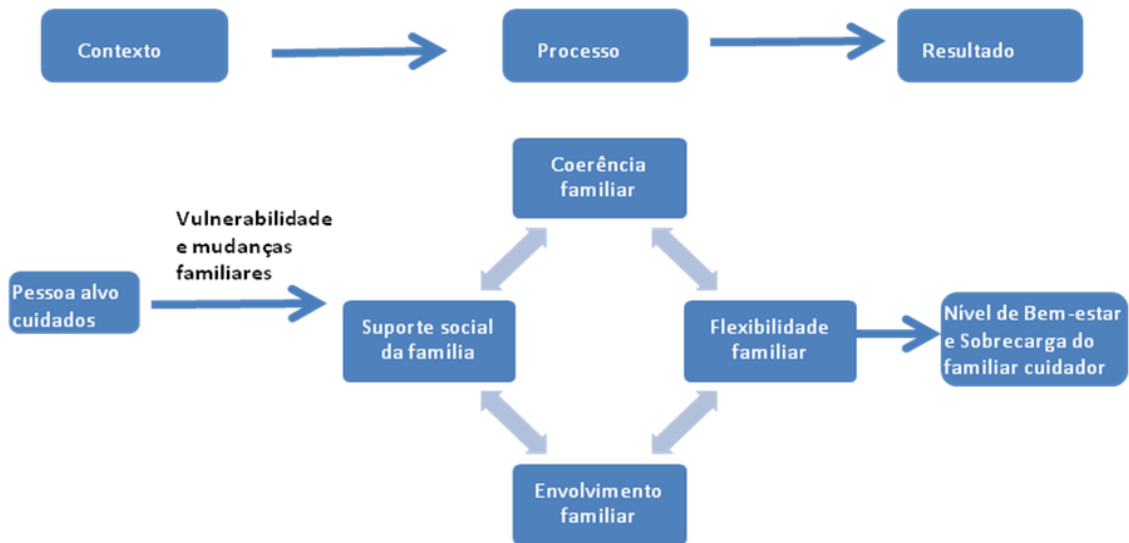 Contexto
Processo
Resultado
Coerência
familiar
Vulnerabilidade
e mudanças
familiares
Pessoa alvo
cuidados
Suporte social
da família
Flexibilidade
familiar
Nível de Bem-estar
e Sobrecarga do
familiar cuidador
Envolvimento
familiar